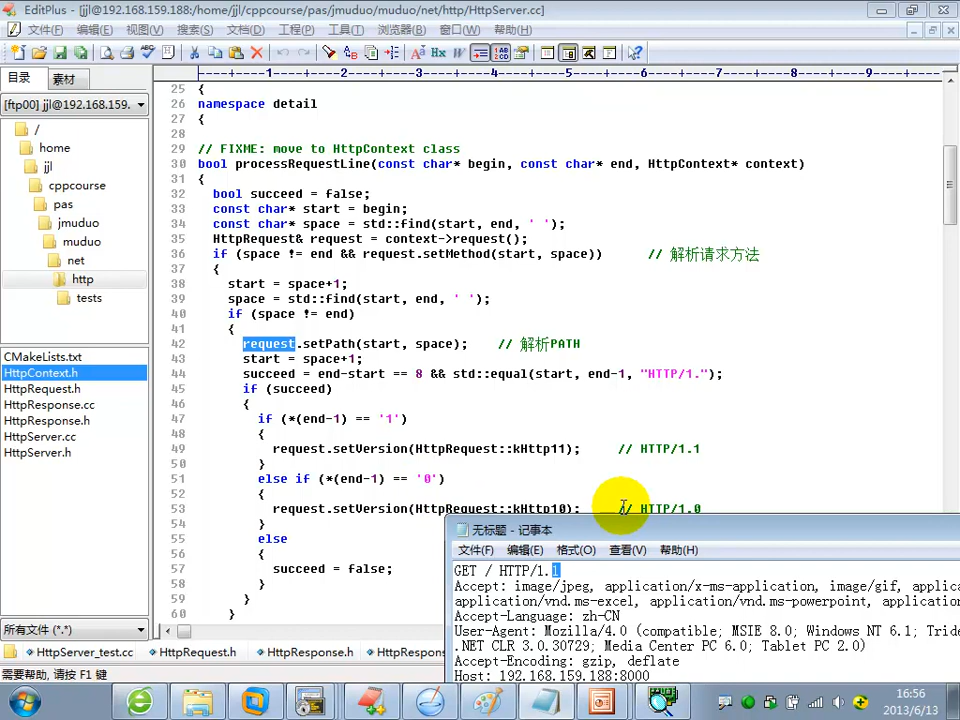 EditPlus - [\\192.168.159.188:/home/jjl/cppcourse/pas/jmuduo/muduo/net/http/HttpServer.cc]
文件(F) 编辑(E) 视图(V) 搜索(S) 文档(D) 工程(P) 工具(T) 浏览器(B) 窗口(W) 帮助(H)
目录 素材
[ftp00] jjl@192.168.159.
/
home
jjl
cppcourse
pas
jmuduo
muduo
net
http
tests
CMakeLists.txt
HttpContext.h
HttpRequest.h
HttpResponse.cc
HttpResponse.h
HttpServer.cc
HttpServer.h
所有文件 (*.*)
----+----1----+----2----+----3----+----4----+----5----+----6----+----7----+----8----+----9----+--
25 {
26 namespace detail
27 {
28
29 // FIXME: move to HttpContext class
30 bool processRequestLine(const char* begin, const char* end, HttpContext* context)
31 {
32 bool succeed = false;
33 const char* start = begin;
34 const char* space = std::find(start, end, ' ');
35 HttpRequest& request = context->request();
36 if (space != end && request.setMethod(start, space)) // 解析请求方法
37 {
38 start = space+1;
39 space = std::find(start, end, ' ');
40 if (space != end)
41 {
42 request.setPath(start, space); // 解析PATH
43 start = space+1;
44 succeed = end-start == 8 && std::equal(start, end-1, "HTTP/1.");
45 if (succeed)
46 {
47 if (*(end-1) == '1')
48 {
49 request.setVersion(HttpRequest::kHttp11); // HTTP/1.1
50 }
51 else if (*(end-1) == '0')
52 {
53 request.setVersion(HttpRequest::kHttp10); // HTTP/1.0
54 }
55 else
56 {
57 succeed = false;
58 }
59 }
60 }
无标题 - 记事本
文件(F) 编辑(E) 格式(O) 查看(V) 帮助(H)
GET / HTTP/1.1
Accept: image/jpeg, application/x-ms-application, image/gif, applica
application/vnd.ms-excel, application/vnd.ms-powerpoint, application
Accept-Language: zh-CN
User-Agent: Mozilla/4.0 (compatible; MSIE 8.0; Windows NT 6.1; Tride
.NET CLR 3.0.30729; Media Center PC 6.0; Tablet PC 2.0)
Accept-Encoding: gzip, deflate
Host: 192.168.159.188:8000
HttpServer_test.cc HttpRequest.h HttpResponse.h HttpRespons
需要帮助, 请按 F1 键
16:56
2013/6/13